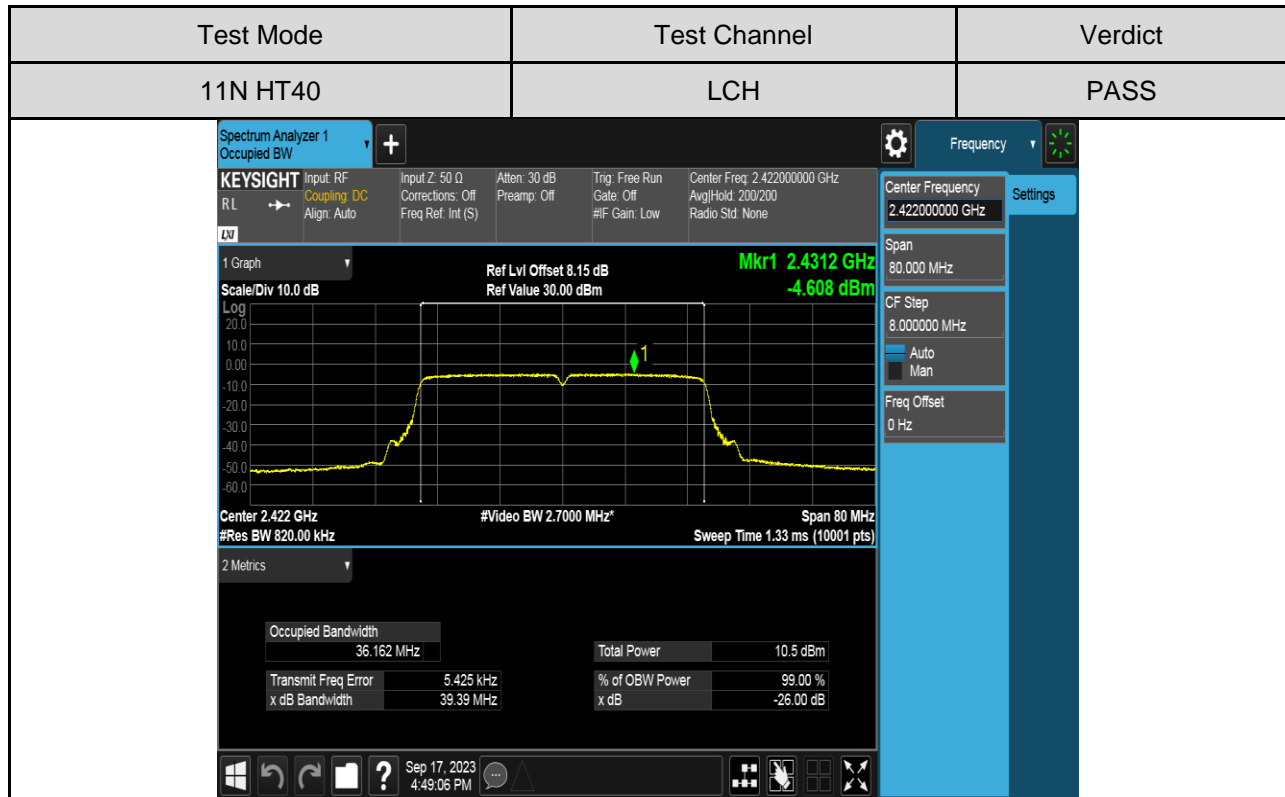 Test Mode Test Channel Verdict
11N HT40 LCH PASS
Spectrum Analyzer 1
Occupied BW
+
Frequency
KEYSIGHT
R L
LXI
Input: RF
Coupling: DC
Align: Auto
Input Z: 50 Ω
Corrections: Off
Freq Ref: Int (S)
Atten: 30 dB
Preamp: Off
Trig: Free Run
Gate: Off
#IF Gain: Low
Center Freq: 2.422000000 GHz
Avg|Hold: 200/200
Radio Std: None
Center Frequency
2.422000000 GHz
Settings
Span
80.000 MHz
CF Step
8.000000 MHz
Auto
Man
Freq Offset
0 Hz
1 Graph
Scale/Div 10.0 dB
Ref Lvl Offset 8.15 dB
Ref Value 30.00 dBm
Mkr1 2.4312 GHz
-4.608 dBm
Log
20.0
10.0
0.00
-10.0
-20.0
-30.0
-40.0
-50.0
-60.0
1
Center 2.422 GHz #Video BW 2.7000 MHz* Span 80 MHz
#Res BW 820.00 kHz Sweep Time 1.33 ms (10001 pts)
2 Metrics
Occupied Bandwidth
36.162 MHz
Total Power 10.5 dBm
Transmit Freq Error 5.425 kHz % of OBW Power 99.00 %
x dB Bandwidth 39.39 MHz x dB -26.00 dB
?
Sep 17, 2023
4:49:06 PM